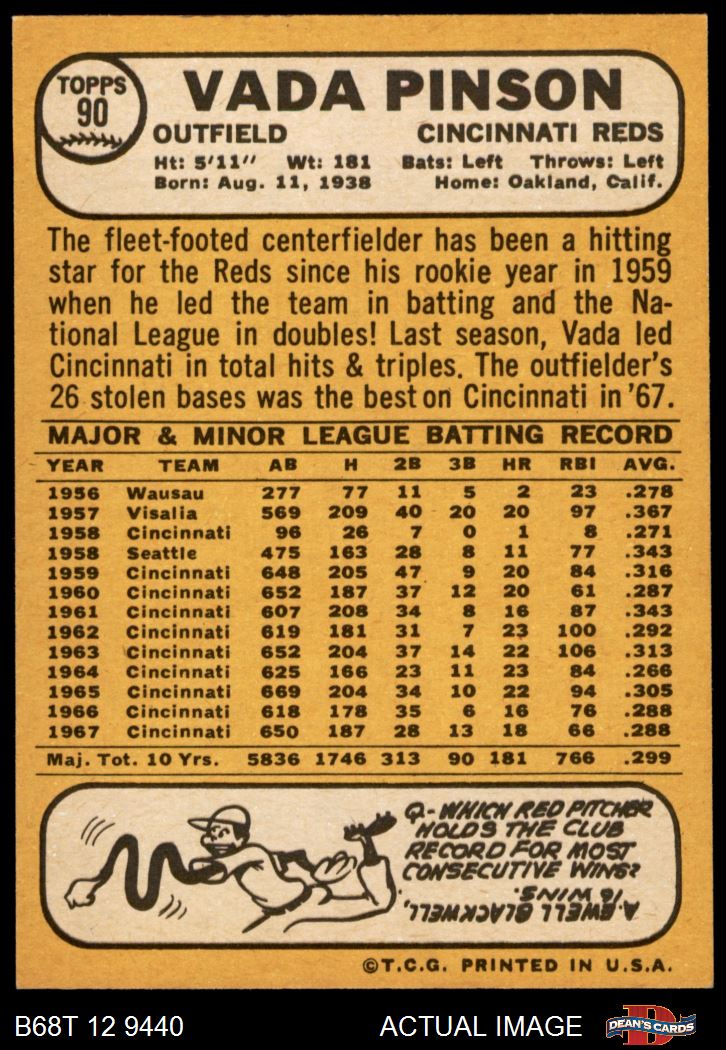 TOPPS
90
VADA PINSON
OUTFIELD CINCINNATI REDS
Ht: 5'11" Wt: 181 Bats: Left Throws: Left
Born: Aug. 11, 1938 Home: Oakland, Calif.
The fleet-footed centerfielder has been a hitting
star for the Reds since his rookie year in 1959
when he led the team in batting and the Na-
tional League in doubles! Last season, Vada led
Cincinnati in total hits & triples. The outfielder's
26 stolen bases was the best on Cincinnati in '67.
MAJOR & MINOR LEAGUE BATTING RECORD
YEAR TEAM AB H 2B 3B HR RBI AVG.
1956 Wausau 277 77 11 5 2 23 .278
1957 Visalia 569 209 40 20 20 97 .367
1958 Cincinnati 96 26 7 0 1 8 .271
1958 Seattle 475 163 28 8 11 77 .343
1959 Cincinnati 648 205 47 9 20 84 .316
1960 Cincinnati 652 187 37 12 20 61 .287
1961 Cincinnati 607 208 34 8 16 87 .343
1962 Cincinnati 619 181 31 7 23 100 .292
1963 Cincinnati 652 204 37 14 22 106 .313
1964 Cincinnati 625 166 23 11 23 84 .266
1965 Cincinnati 669 204 34 10 22 94 .305
1966 Cincinnati 618 178 35 6 16 76 .288
1967 Cincinnati 650 187 28 13 18 66 .288
Maj. Tot. 10 Yrs. 5836 1746 313 90 181 766 .299
Q-WHICH RED PITCHER
HOLDS THE CLUB
RECORD FOR MOST
CONSECUTIVE WINS?
A. EWELL BLACKWELL,
16 WINS.
©T.C.G. PRINTED IN U.S.A.
B68T 12 9440 ACTUAL IMAGE D DEAN'S CARDS